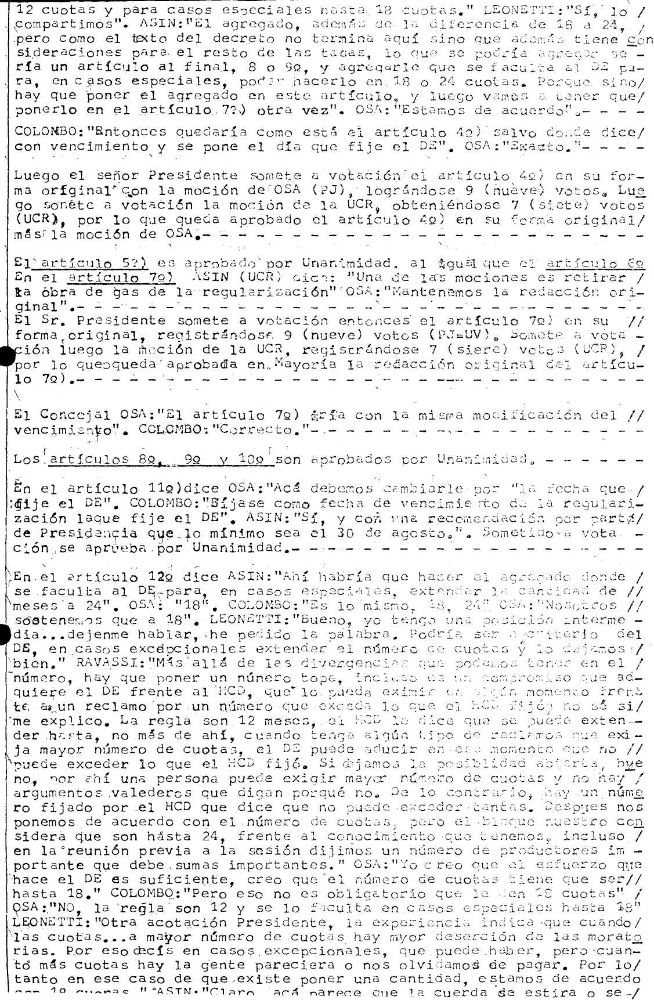 12 cuotas y para casos especiales hasta 18 cuotas." LEONETTI:"Sí, lo /
compartimos". ASIN:"El agregado, además de la diferencia de 18 a 24, /
pero como el texto del decreto no termina aquí sino que además tiene con
sideraciones para el resto de las tasas, lo que se podría agregar se -
ría un artículo al final, 8 o 9º, y agregarle que se faculta al DE pa-
ra, en casos especiales, poder hacerlo en 18 o 24 cuotas. Porque sino/
hay que poner el agregado en este artículo, y luego vamos a tener que/
ponerlo en el artículo 7?) otra vez". OSA:"Estamos de acuerdo".- - - -
COLOMBO:"Entonces quedaría como está el artículo 4º) salvo donde dice/
con vencimiento y se pone el día que fije el DE". OSA:"Exacto."- - - -
Luego el señor Presidente somete a votación el artículo 4º) en su for-
ma original con la moción de OSA (PJ), lográndose 9 (nueve) votos. Lue
go somete a votación la moción de la UCR, obteniéndose 7 (siete) votos
(UCR), por lo que queda aprobado el artículo 4º) en su forma original/
más la moción de OSA.- - - - - - - - - - - - - - - - - - - - - - - -
El artículo 5?) es aprobado por Unanimidad, al igual que el artículo 6º
En el artículo 7º) ASIN (UCR) dice: "Una de las mociones es retirar /
la obra de gas de la regularización" OSA:"Mantenemos la redacción ori-
ginal".- - - - - - - - - - - - - - - - - - - - - - - - - - - - - - -
El Sr. Presidente somete a votación entonces el artículo 7º) en su //
forma original, registrándose 9 (nueve) votos (PJ=UV). Somete a vota -
ción luego la moción de la UCR, registrándose 7 (siere) votos (UCR), /
por lo que queda aprobada en Mayoría la redacción original del artícu-
lo 7º).- - - - - - - - - - - - - - - - - - - - - - - - - - - - - - -
El Concejal OSA:"El artículo 7º) iría con la misma modificación del //
vencimiento". COLOMBO:"Correcto."- - - - - - - - - - - - - - - - - -
Los artículos 8º, 9º y 10º son aprobados por Unanimidad. - - - - - -
En el artículo 11º)dice OSA:"Acá debemos cambiarle por "la fecha que /
fije el DE". COLOMBO:"Fíjase como fecha de vencimiento de la regulari-
zación laque fije el DE". ASIN:"Sí, y con una recomendación por parte/
de Presidencia que lo mínimo sea el 30 de agosto.". Sometido a vota -
ción se aprueba por Unanimidad.- - - - - - - - - - - - - - - - - - -
En el artículo 12º dice ASIN:"Ahí habría que hacer el agregado donde /
se faculta al DE para, en casos especiales, extender la cantidad de //
meses a 24". OSA: "18". COLOMBO:"Es lo mismo, 18, 24" OSA:"Nosotros //
sostenemos que a 18". LEONETTI:"Bueno, yo tengo una posición interme -
dia...dejenme hablar, he pedido la palabra. Podría ser a criterio del
DE, en casos excepcionales extender el número de cuotas y lo dejamos /
bien." RAVASSI:"Más allá de las divergencias que podamos tener en el /
número, hay que poner un número tope, incluso es un compromiso que ad-
quiere el DE frente al HCD, que lo pueda eximir en algún momento frent
te a un reclamo por un número que exceda lo que el HCD fijó, no sé si/
me explico. La regla son 12 meses, el HCD le dice que se puede exten -
der hasta, no más de ahí, cuando tenga algún tipo de reclamos que exi-
ja mayor número de cuotas, el DE puede aducir en ese momento que no //
puede exceder lo que el HCD fijó. Si dejamos la posiblidad abierta, bue
no, por ahí una persona puede exigir mayor número de cuotas y no hay /
argumentos valederos que digan porqué no. De lo contrario, hay un núme
ro fijado por el HCD que dice que no puede exceder tantas. Despues nos
ponemos de acuerdo con el número de cuotas, pero el bloque nuestro con
sidera que son hasta 24, frente al conocimiento que tenemos, incluso /
en la reunión previa a la sesión dijimos un número de productores im -
portante que debe sumas importantes." OSA:"Yo creo que el esfuerzo que
hace el DE es suficiente, creo que el número de cuotas tiene que ser//
hasta 18." COLOMBO:"Pero eso no es obligatorio que le den 18 cuotas" /
OSA:"NO, la regla son 12 y se lo faculta en casos especiales hasta 18"
LEONETTI:"Otra acotación Presidente, la experiencia indica que cuando/
las cuotas...a mayor número de cuotas hay myor deserción de las morato
rias. Por eso decís en casos excepcionales, que puede haber, pero cuan-
to más cuotas hay la gente pareciera o nos olvidamos de pagar. Por lo/
tanto en ese caso de que existe poner una cantidad, estamos de acuerdo
con 18 cuotas." ASIN:"Claro, acá parece que la cuerda se estira o se /